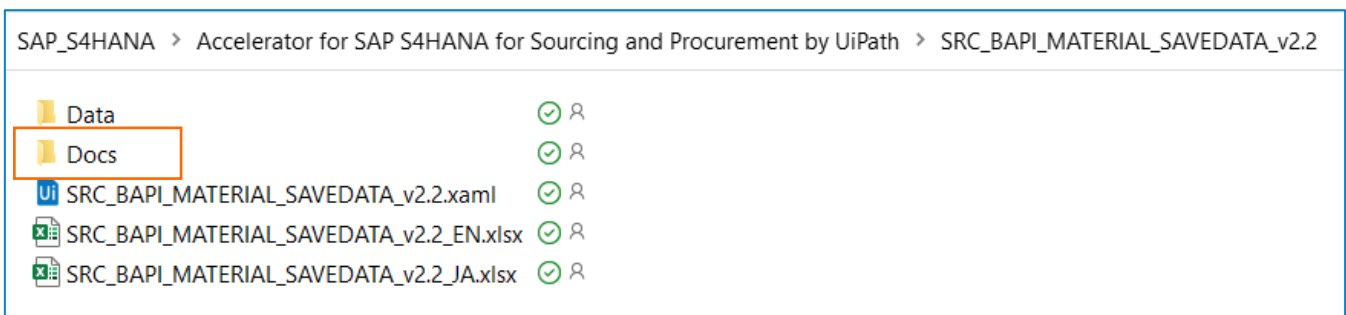 SAP_S4HANA > Accelerator for SAP S4HANA for Sourcing and Procurement by UiPath > SRC_BAPI_MATERIAL_SAVEDATA_v2.2
Data
Docs
Ui SRC_BAPI_MATERIAL_SAVEDATA_v2.2.xaml
SRC_BAPI_MATERIAL_SAVEDATA_v2.2_EN.xlsx
SRC_BAPI_MATERIAL_SAVEDATA_v2.2_JA.xlsx